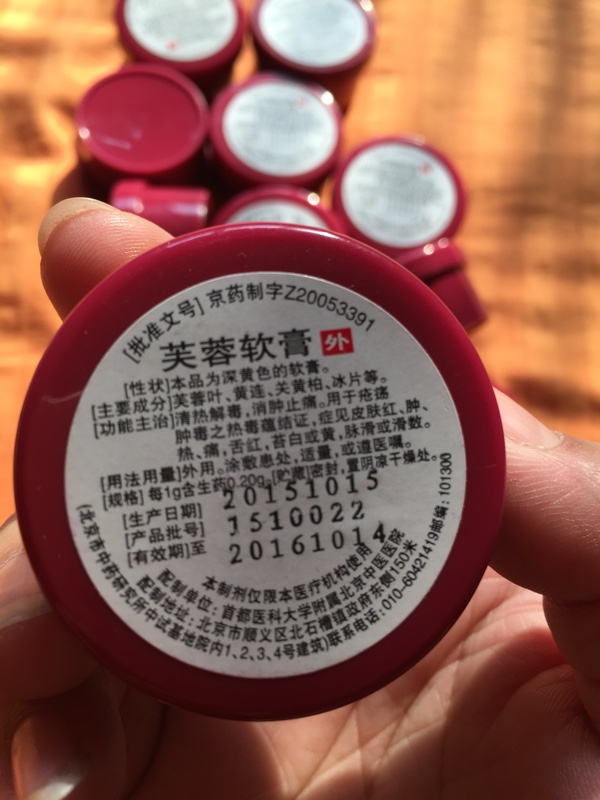 [批准文号] 京药制字Z20053391
芙蓉软膏 外
[性状]本品为深黄色的软膏。
[主要成分]芙蓉叶、黄连、关黄柏、冰片等。
[功能主治]清热解毒,消肿止痛。用于疮疡
肿毒之热毒蕴结证,症见皮肤红、肿、
热、痛,舌红,苔白或黄,脉滑或滑数。
[用法用量]外用。涂敷患处,适量,或遵医嘱。
[规格] 每1g含生药0.20g。[贮藏]密封,置阴凉干燥处。
[生产日期] 20151015
[产品批号] 1510022
[有效期]至 20161014
本制剂仅限本医疗机构使用
配制单位:首都医科大学附属北京中医医院
配制地址:北京市顺义区北石槽镇政府东侧150米
(北京市中药研究所中试基地院内1、2、3、4号建筑)联系电话:010-60421419邮编:101300